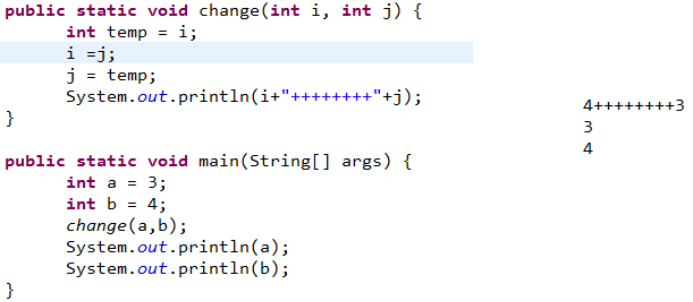 public static void change(int i, int j) {
int temp = i;
i =j;
j = temp;
System.out.println(i+"++++++++"+j);
}
public static void main(String[] args) {
int a = 3;
int b = 4;
change(a,b);
System.out.println(a);
System.out.println(b);
}
4++++++++3
3
4